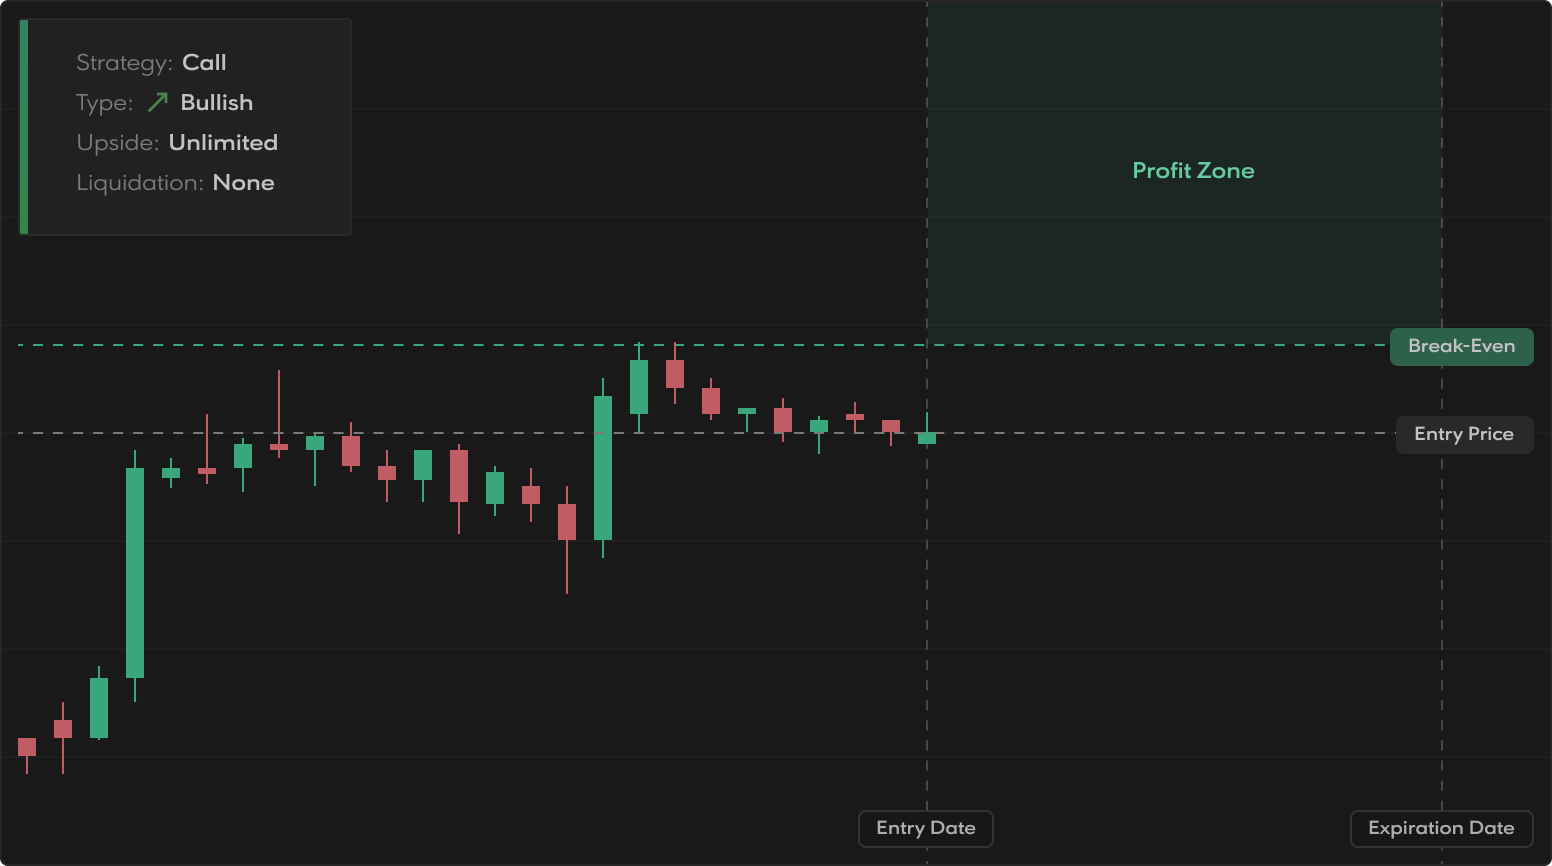 Strategy: Call
Type: Bullish
Upside: Unlimited
Liquidation: None
Profit Zone
Break-Even
Entry Price
Entry Date
Expiration Date